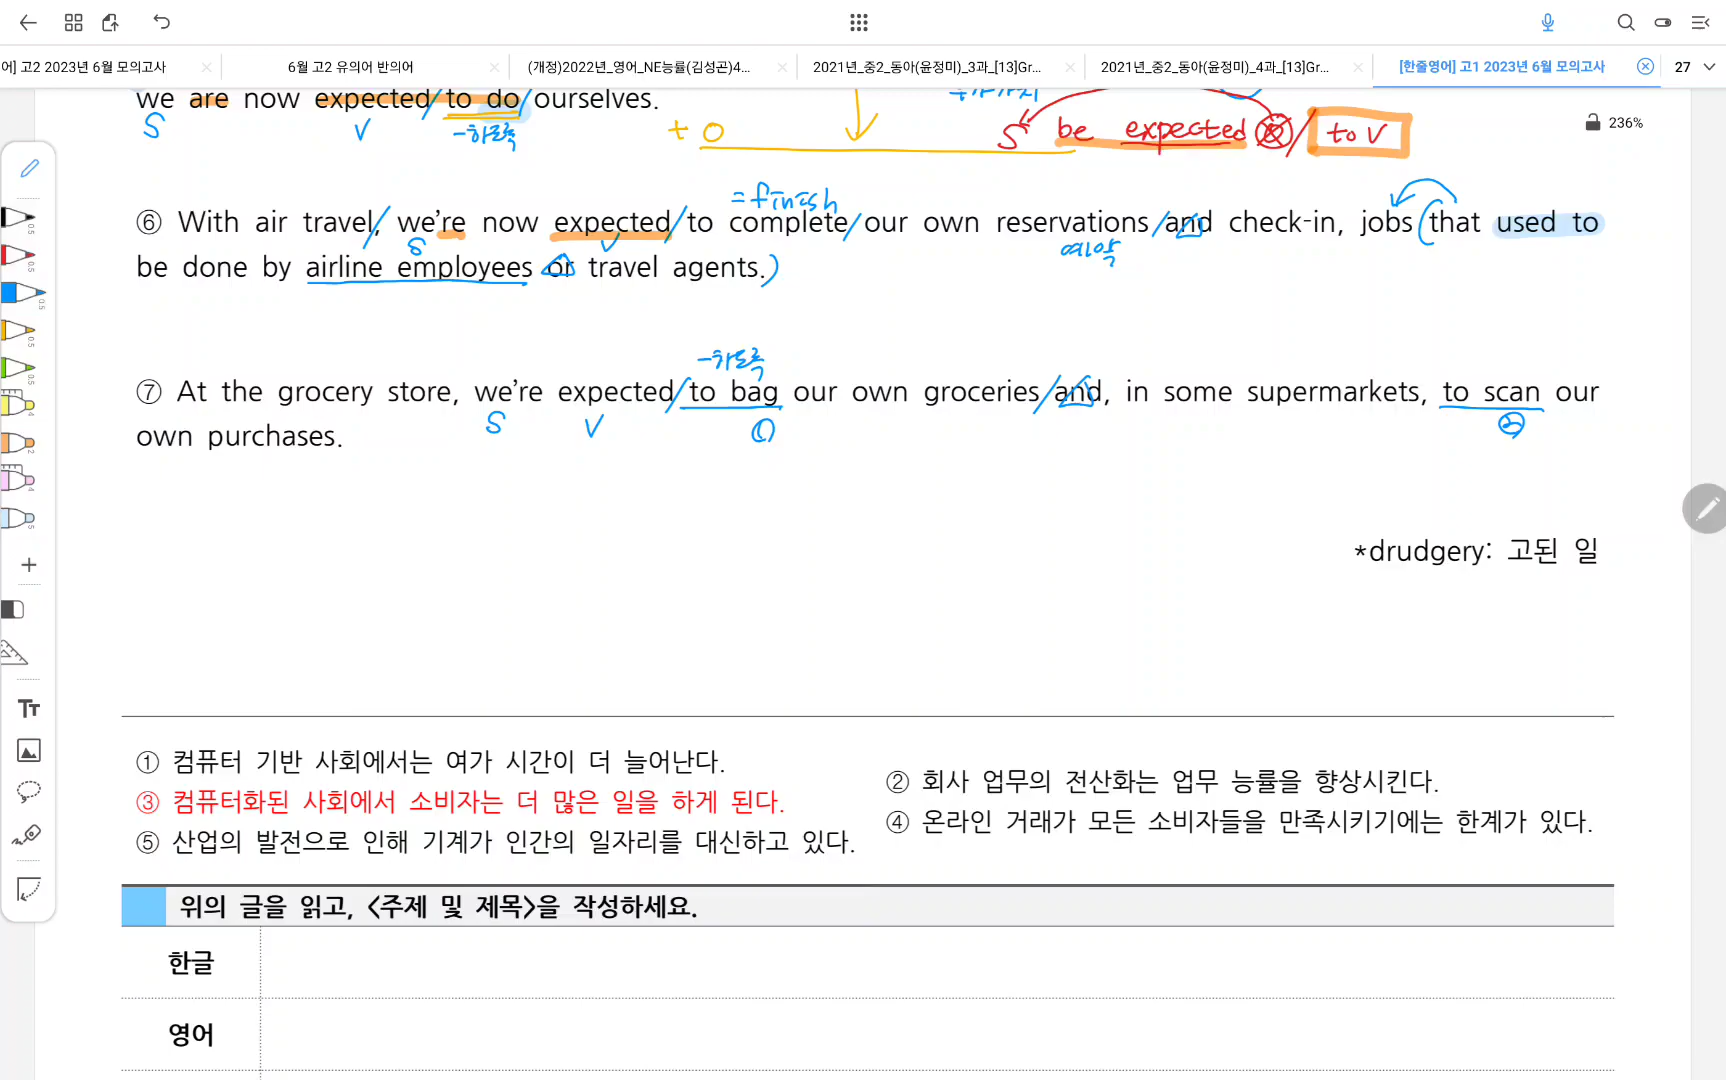 어] 고2 2023년 6월 모의고사
6월 고2 유의어 반의어
(개정)2022년_영어_NE능률(김성곤)4...
2021년_중2_동아(윤정미)_3과_[13]Gr...
2021년_중2_동아(윤정미)_4과_[13]Gr...
[한줄영어] 고1 2023년 6월 모의고사
27
236%
we are now expected/to do/ourselves.
S V -하도록
+ O
S be expected / to V
=finish
⑥ With air travel, we're now expected/to complete/our own reservations/and check-in, jobs (that used to
S V 예약
be done by airline employees or travel agents.)
-하도록
⑦ At the grocery store, we're expected/to bag our own groceries/and, in some supermarkets, to scan our
S V ① ②
own purchases.
*drudgery: 고된 일
① 컴퓨터 기반 사회에서는 여가 시간이 더 늘어난다.
② 회사 업무의 전산화는 업무 능률을 향상시킨다.
③ 컴퓨터화된 사회에서 소비자는 더 많은 일을 하게 된다.
④ 온라인 거래가 모든 소비자들을 만족시키기에는 한계가 있다.
⑤ 산업의 발전으로 인해 기계가 인간의 일자리를 대신하고 있다.
위의 글을 읽고, <주제 및 제목>을 작성하세요.
한글
영어